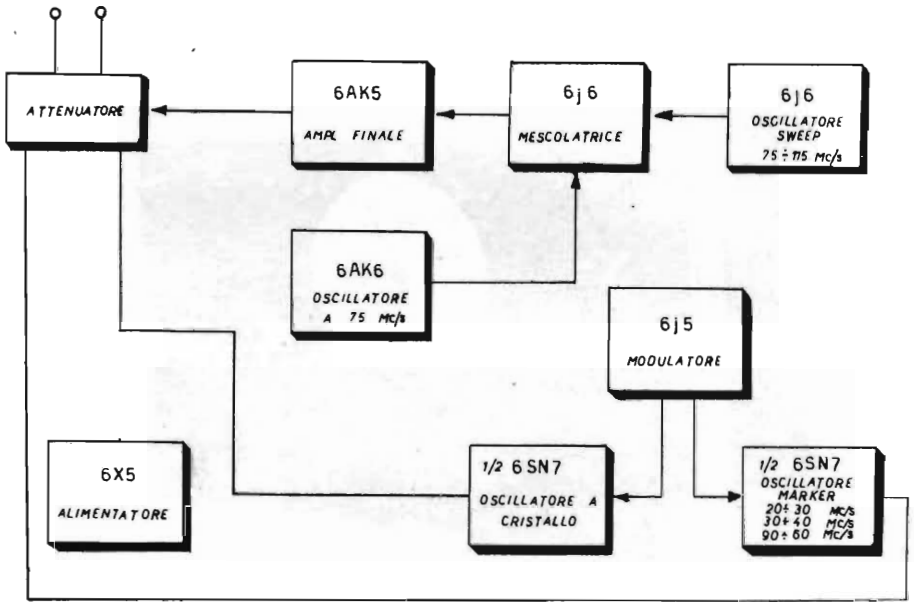 ATTENUATORE
6AK5
AMPL FINALE
6j6
MESCOLATRICE
6j6
OSCILLATORE
SWEEP
75 ÷ 115 MC/S
6AK6
OSCILLATORE
A 75 MC/S
6j5
MODULATORE
6X5
ALIMENTATORE
1/2 6SN7
OSCILLATORE A
CRISTALLO
1/2 6SN7
OSCILLATORE
MARKER
20÷30 MC/S
30÷40 MC/S
90÷60 MC/S